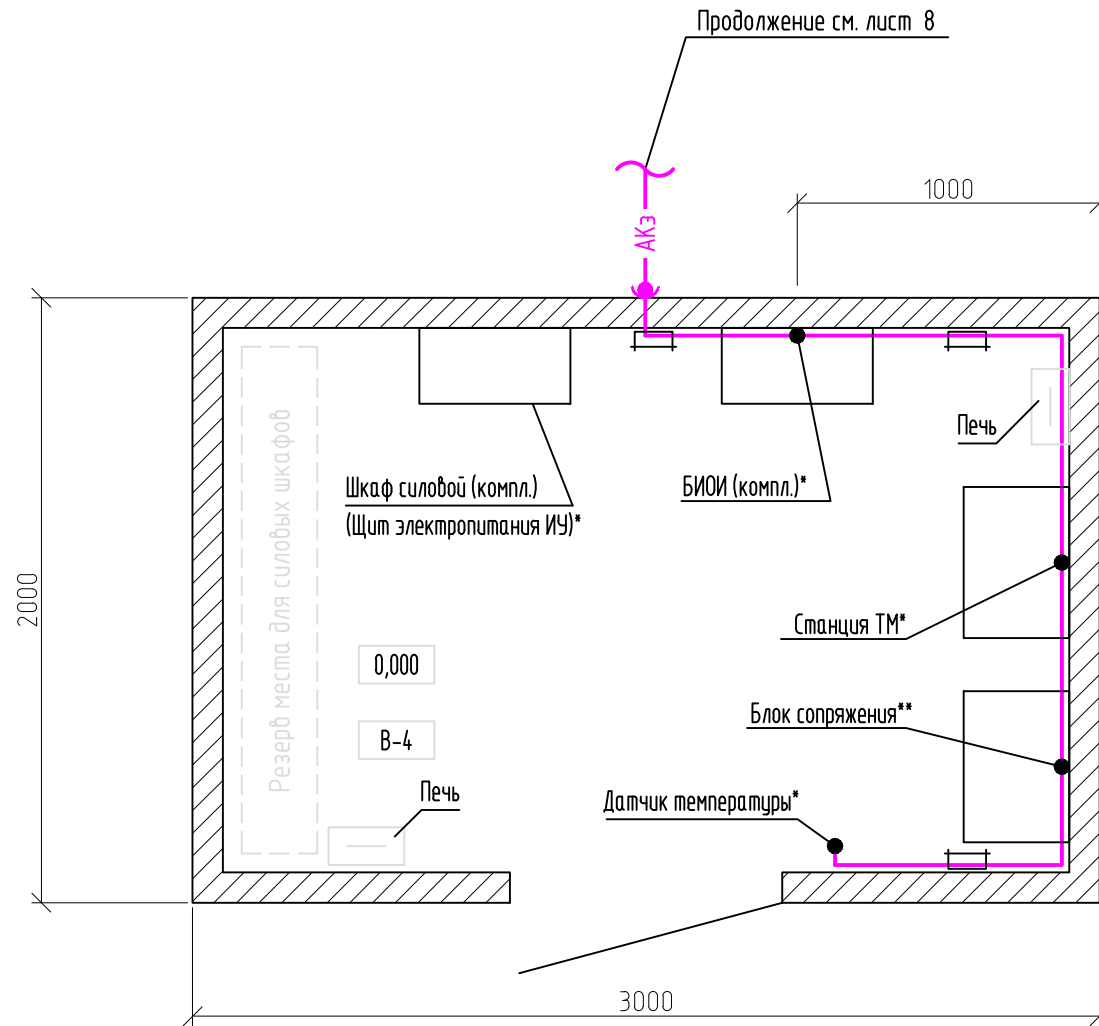 Продолжение см. лист 8
1000
АКэ
Печь
Шкаф силовой (компл.)
(Щит электропитания ИУ)*
БИОИ (компл.)*
Резерв места для силовых шкафов
2000
Станция ТМ*
0,000
Блок сопряжения**
В-4
Печь
Датчик температуры*
3000